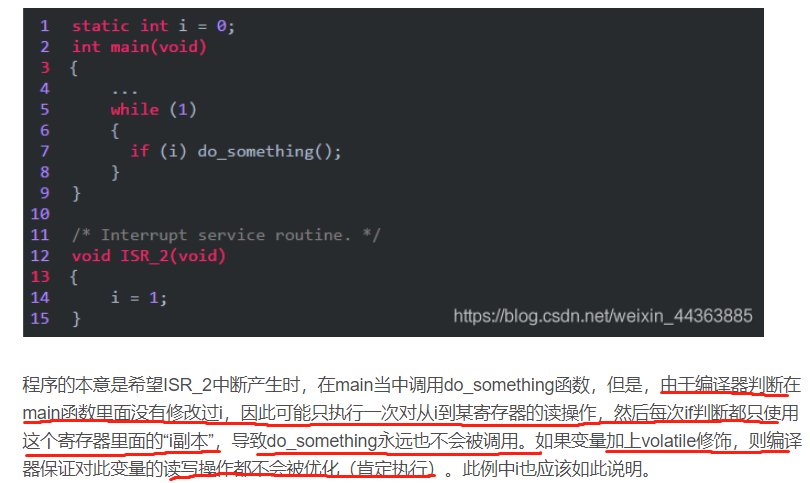 1 static int i = 0;
2 int main(void)
3 {
4 ...
5 while (1)
6 {
7 if (i) do_something();
8 }
9 }
10
11 /* Interrupt service routine. */
12 void ISR_2(void)
13 {
14 i = 1;
15 }
https://blog.csdn.net/weixin_44363885
程序的本意是希望ISR_2中断产生时，在main当中调用do_something函数，但是，由于编译器判断在
main函数里面没有修改过i，因此可能只执行一次对从i到某寄存器的读操作，然后每次if判断都只使用
这个寄存器里面的“i副本”，导致do_something永远也不会被调用。如果变量加上volatile修饰，则编译
器保证对此变量的读写操作都不会被优化（肯定执行）。此例中i也应该如此说明。